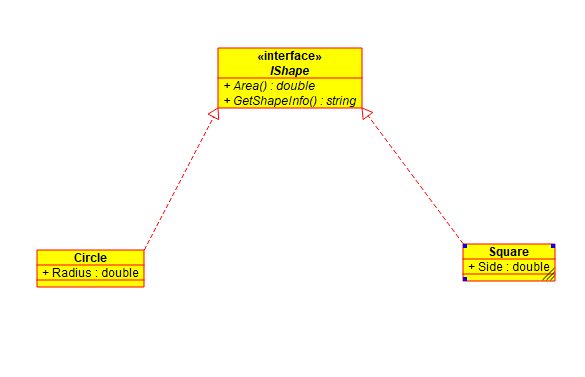 «interface»
IShape
+ Area() : double
+ GetShapeInfo() : string
Circle
+ Radius : double
Square
+ Side : double